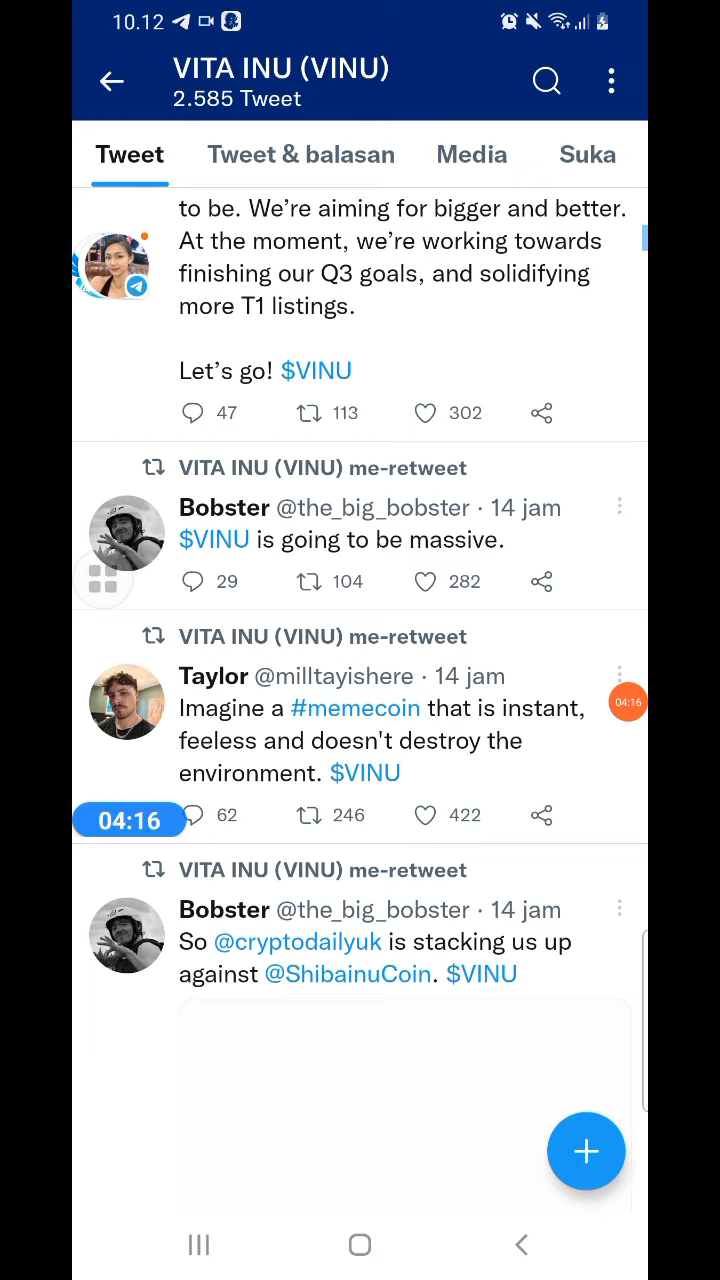 10.12
VITA INU (VINU)
2.585 Tweet
Tweet Tweet & balasan Media Suka
to be. We’re aiming for bigger and better.
At the moment, we’re working towards
finishing our Q3 goals, and solidifying
more T1 listings.
Let’s go! $VINU
47 113 302
VITA INU (VINU) me-retweet
Bobster @the_big_bobster · 14 jam
$VINU is going to be massive.
29 104 282
VITA INU (VINU) me-retweet
Taylor @milltayishere · 14 jam
Imagine a #memecoin that is instant,
04:16
feeless and doesn't destroy the
environment. $VINU
04:16 62 246 422
VITA INU (VINU) me-retweet
Bobster @the_big_bobster · 14 jam
So @cryptodailyuk is stacking us up
against @ShibainuCoin. $VINU